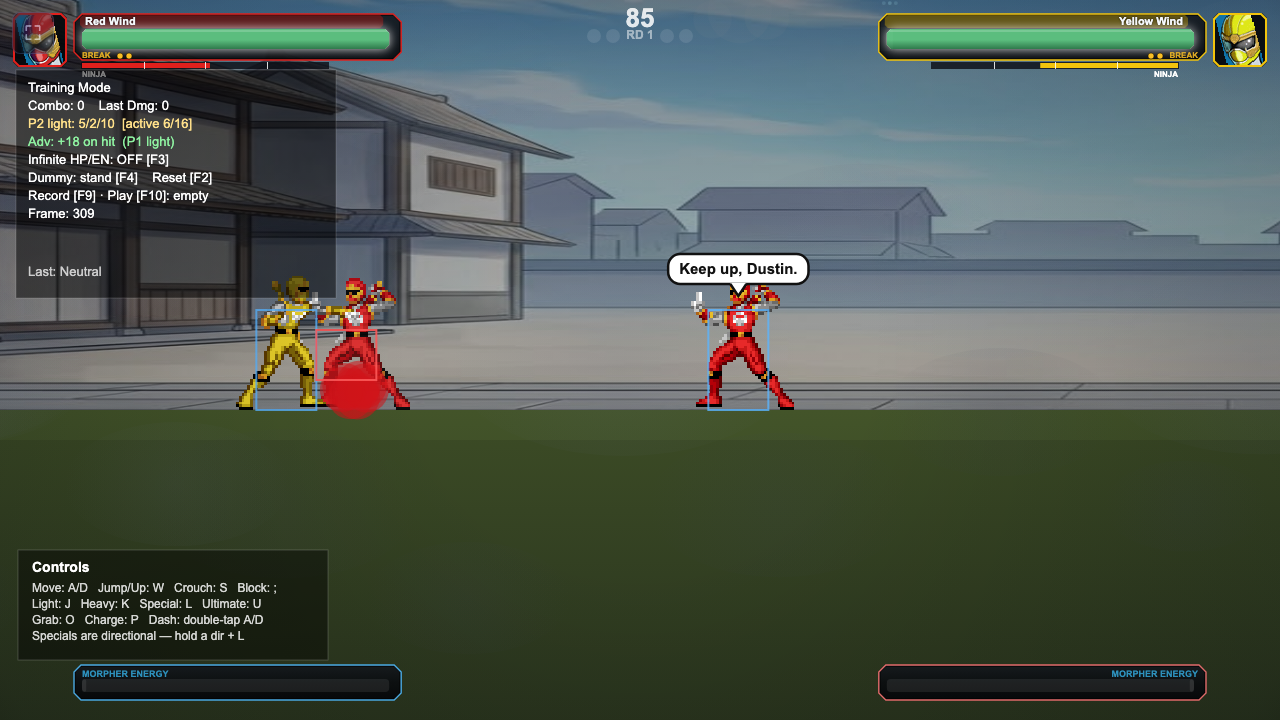 Red Wind
85
Yellow Wind
RD 1
BREAK
BREAK
NINJA
NINJA
Training Mode
Combo: 0    Last Dmg: 0
P2 light: 5/2/10  [active 6/16]
Adv: +18 on hit  (P1 light)
Infinite HP/EN: OFF [F3]
Dummy: stand [F4]    Reset [F2]
Record [F9] · Play [F10]: empty
Frame: 309
Last: Neutral
Keep up, Dustin.
Controls
Move: A/D   Jump/Up: W   Crouch: S   Block: ;
Light: J   Heavy: K   Special: L   Ultimate: U
Grab: O   Charge: P   Dash: double-tap A/D
Specials are directional — hold a dir + L
MORPHER ENERGY
MORPHER ENERGY